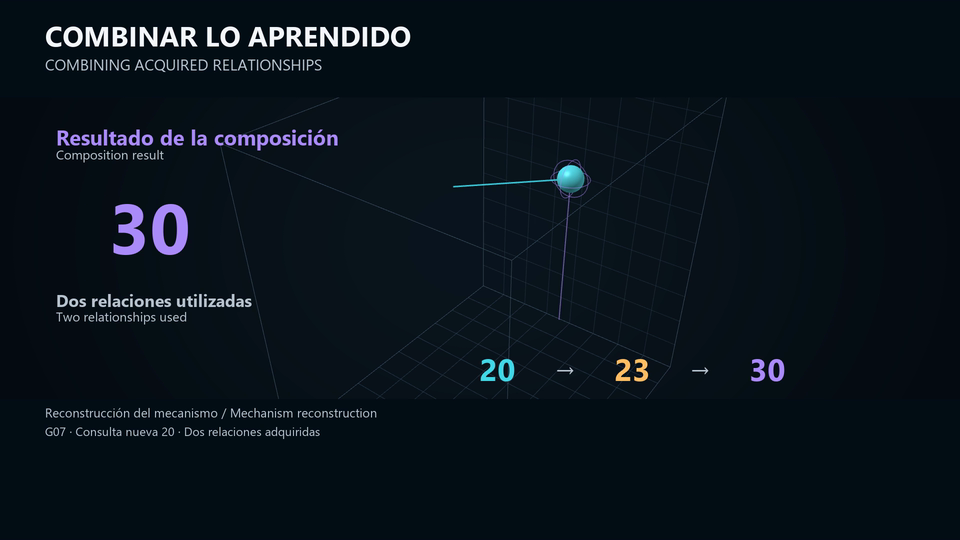 COMBINAR LO APRENDIDO
COMBINING ACQUIRED RELATIONSHIPS
Resultado de la composición
Composition result
30
Dos relaciones utilizadas
Two relationships used
20 → 23 → 30
Reconstrucción del mecanismo / Mechanism reconstruction
G07 · Consulta nueva 20 · Dos relaciones adquiridas